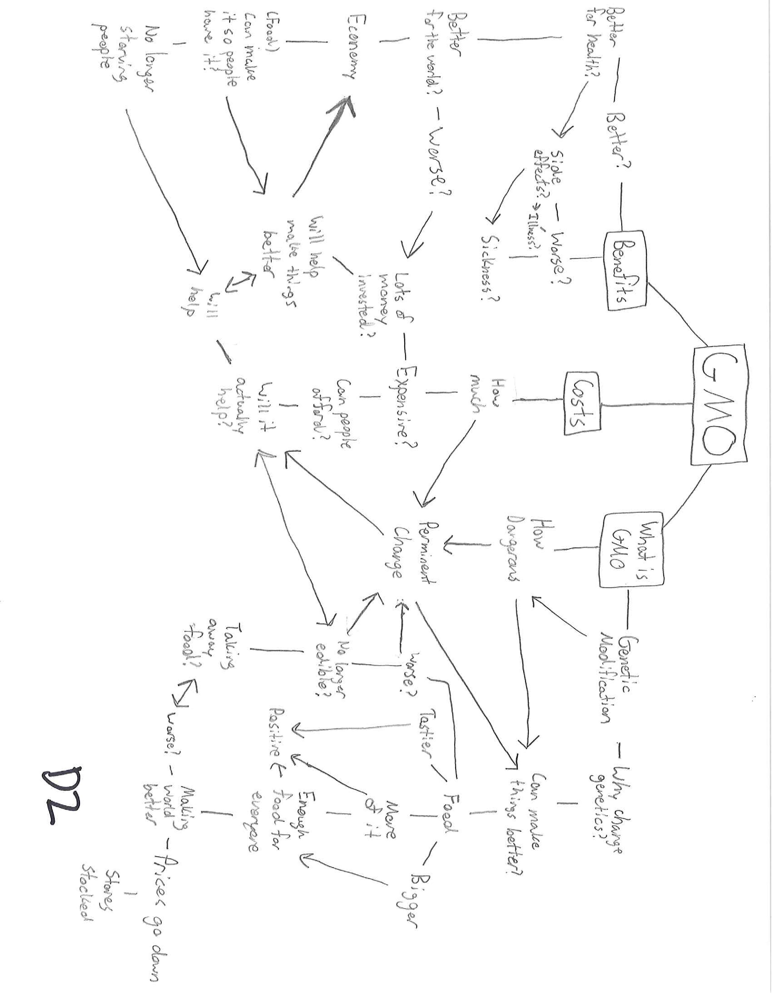 GMO
Benefits
Costs
What is
GMO
Better
for health?
Better?
Genetic
Modification
Why change
genetics?
Side
effects? → Illness?
Worse?
How
much
How
Dangerous
Can make
things better?
Sickness?
Better
for the world?
Worse?
Lots of
money
invested?
Expensive?
Perminent
Change
Worse?
Tastier
Food
Bigger
Economy
Will help
make things
better
Can people
afford?
No longer
edible?
More
of it
(Food)
Can make
it so people
have it?
Will it
actually
help?
Positive
Enough
food for
everyone
No longer
starving
people
Will
help
Taking
away
food?
Worse?
Making
world
better
Prices go down
Stores
Stocked
D2